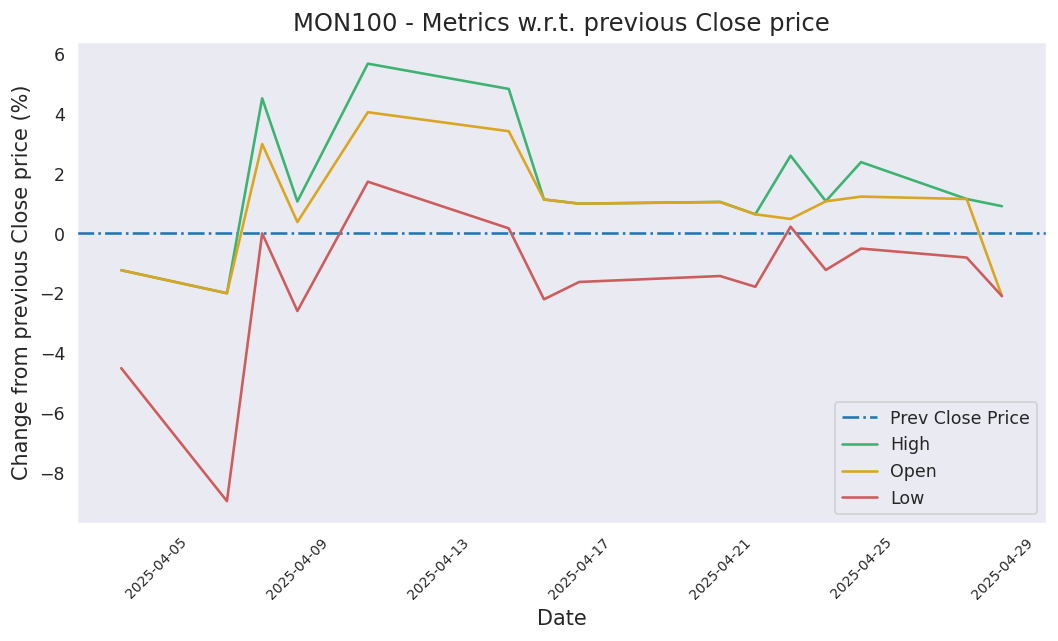 MON100 - Metrics w.r.t. previous Close price
Change from previous Close price (%)
6
4
2
0
−2
−4
−6
−8
Prev Close Price
High
Open
Low
2025-04-05
2025-04-09
2025-04-13
2025-04-17
2025-04-21
2025-04-25
2025-04-29
Date